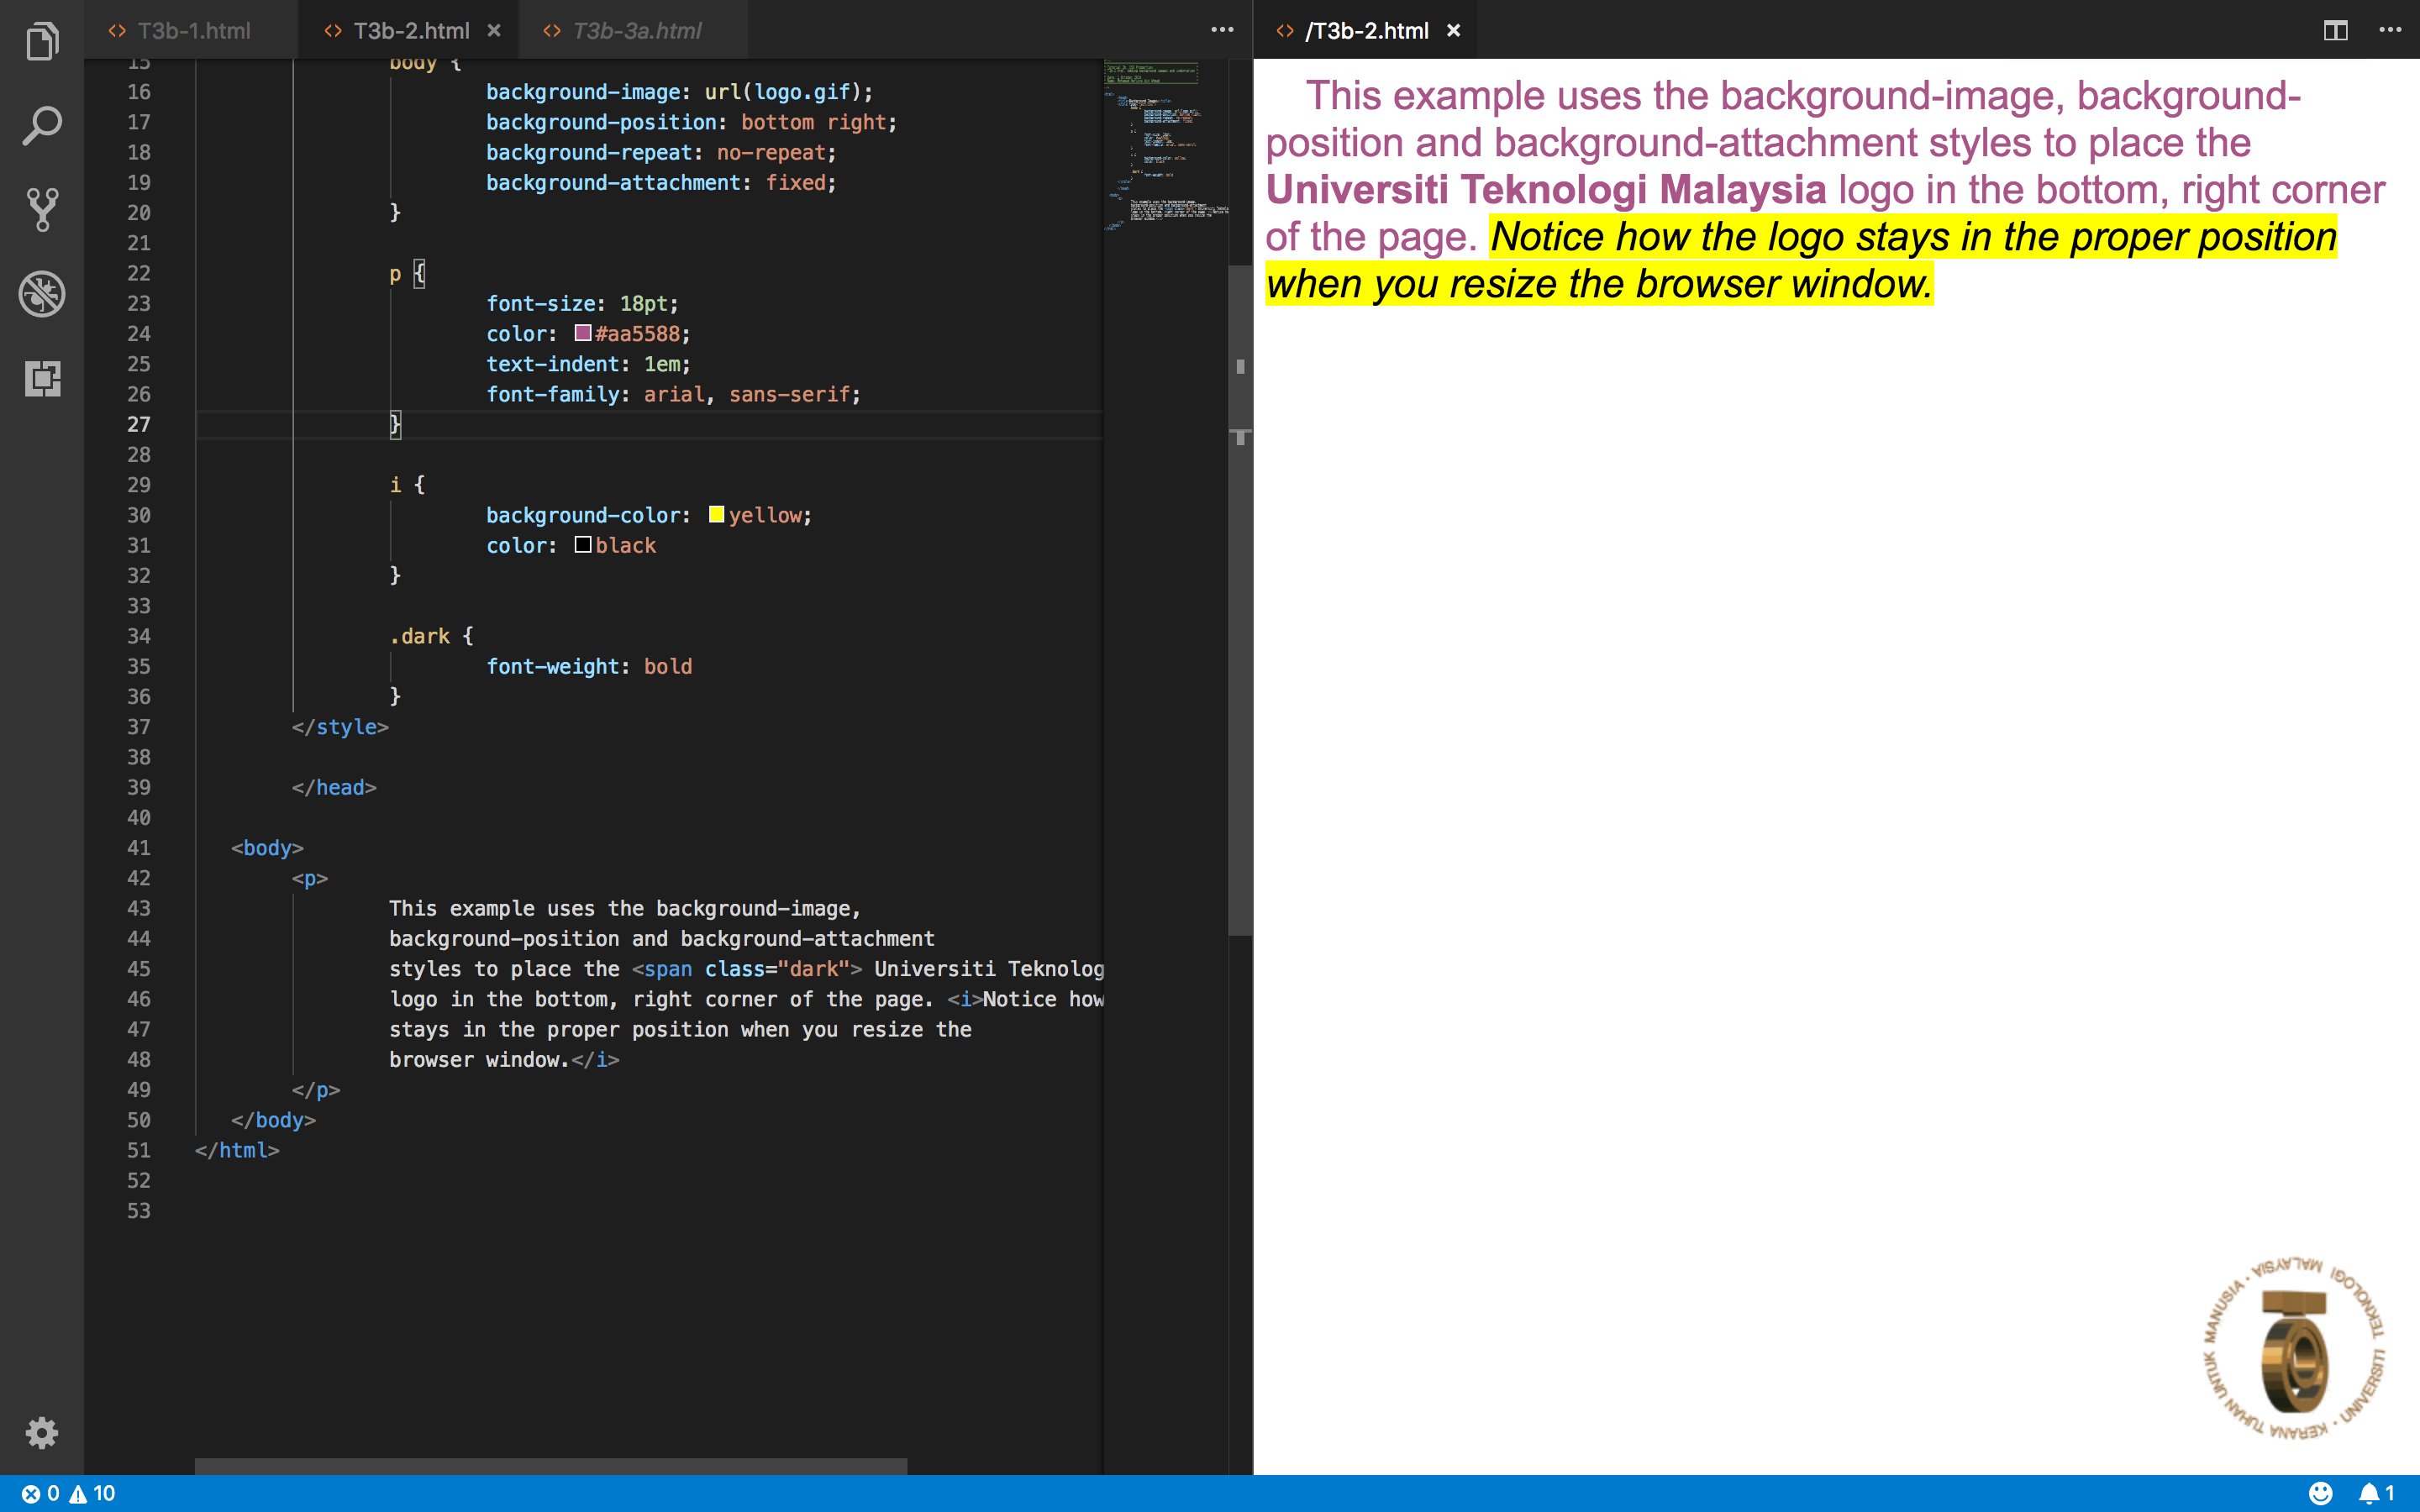 T3b-1.html
T3b-2.html
T3b-3a.html
/T3b-2.html
15 body {
16 background-image: url(logo.gif);
17 background-position: bottom right;
18 background-repeat: no-repeat;
19 background-attachment: fixed;
20 }
21
22 p {
23 font-size: 18pt;
24 color: #aa5588;
25 text-indent: 1em;
26 font-family: arial, sans-serif;
27 }
28
29 i {
30 background-color: yellow;
31 color: black
32 }
33
34 .dark {
35 font-weight: bold
36 }
37 </style>
38
39 </head>
40
41 <body>
42 <p>
43 This example uses the background-image,
44 background-position and background-attachment
45 styles to place the <span class="dark"> Universiti Teknolog
46 logo in the bottom, right corner of the page. <i>Notice how
47 stays in the proper position when you resize the
48 browser window.</i>
49 </p>
50 </body>
51 </html>
52
53
This example uses the background-image, background-
position and background-attachment styles to place the
Universiti Teknologi Malaysia logo in the bottom, right corner
of the page. Notice how the logo stays in the proper position
when you resize the browser window.
KERANA TUHAN UNTUK MANUSIA • UNIVERSITI TEKNOLOGI MALAYSIA •
0 10
1